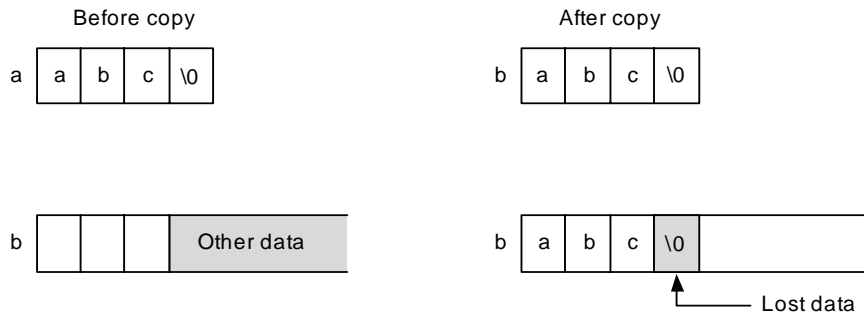 Before copy
After copy
a a b c \0
b a b c \0
b Other data
b a b c \0
Lost data